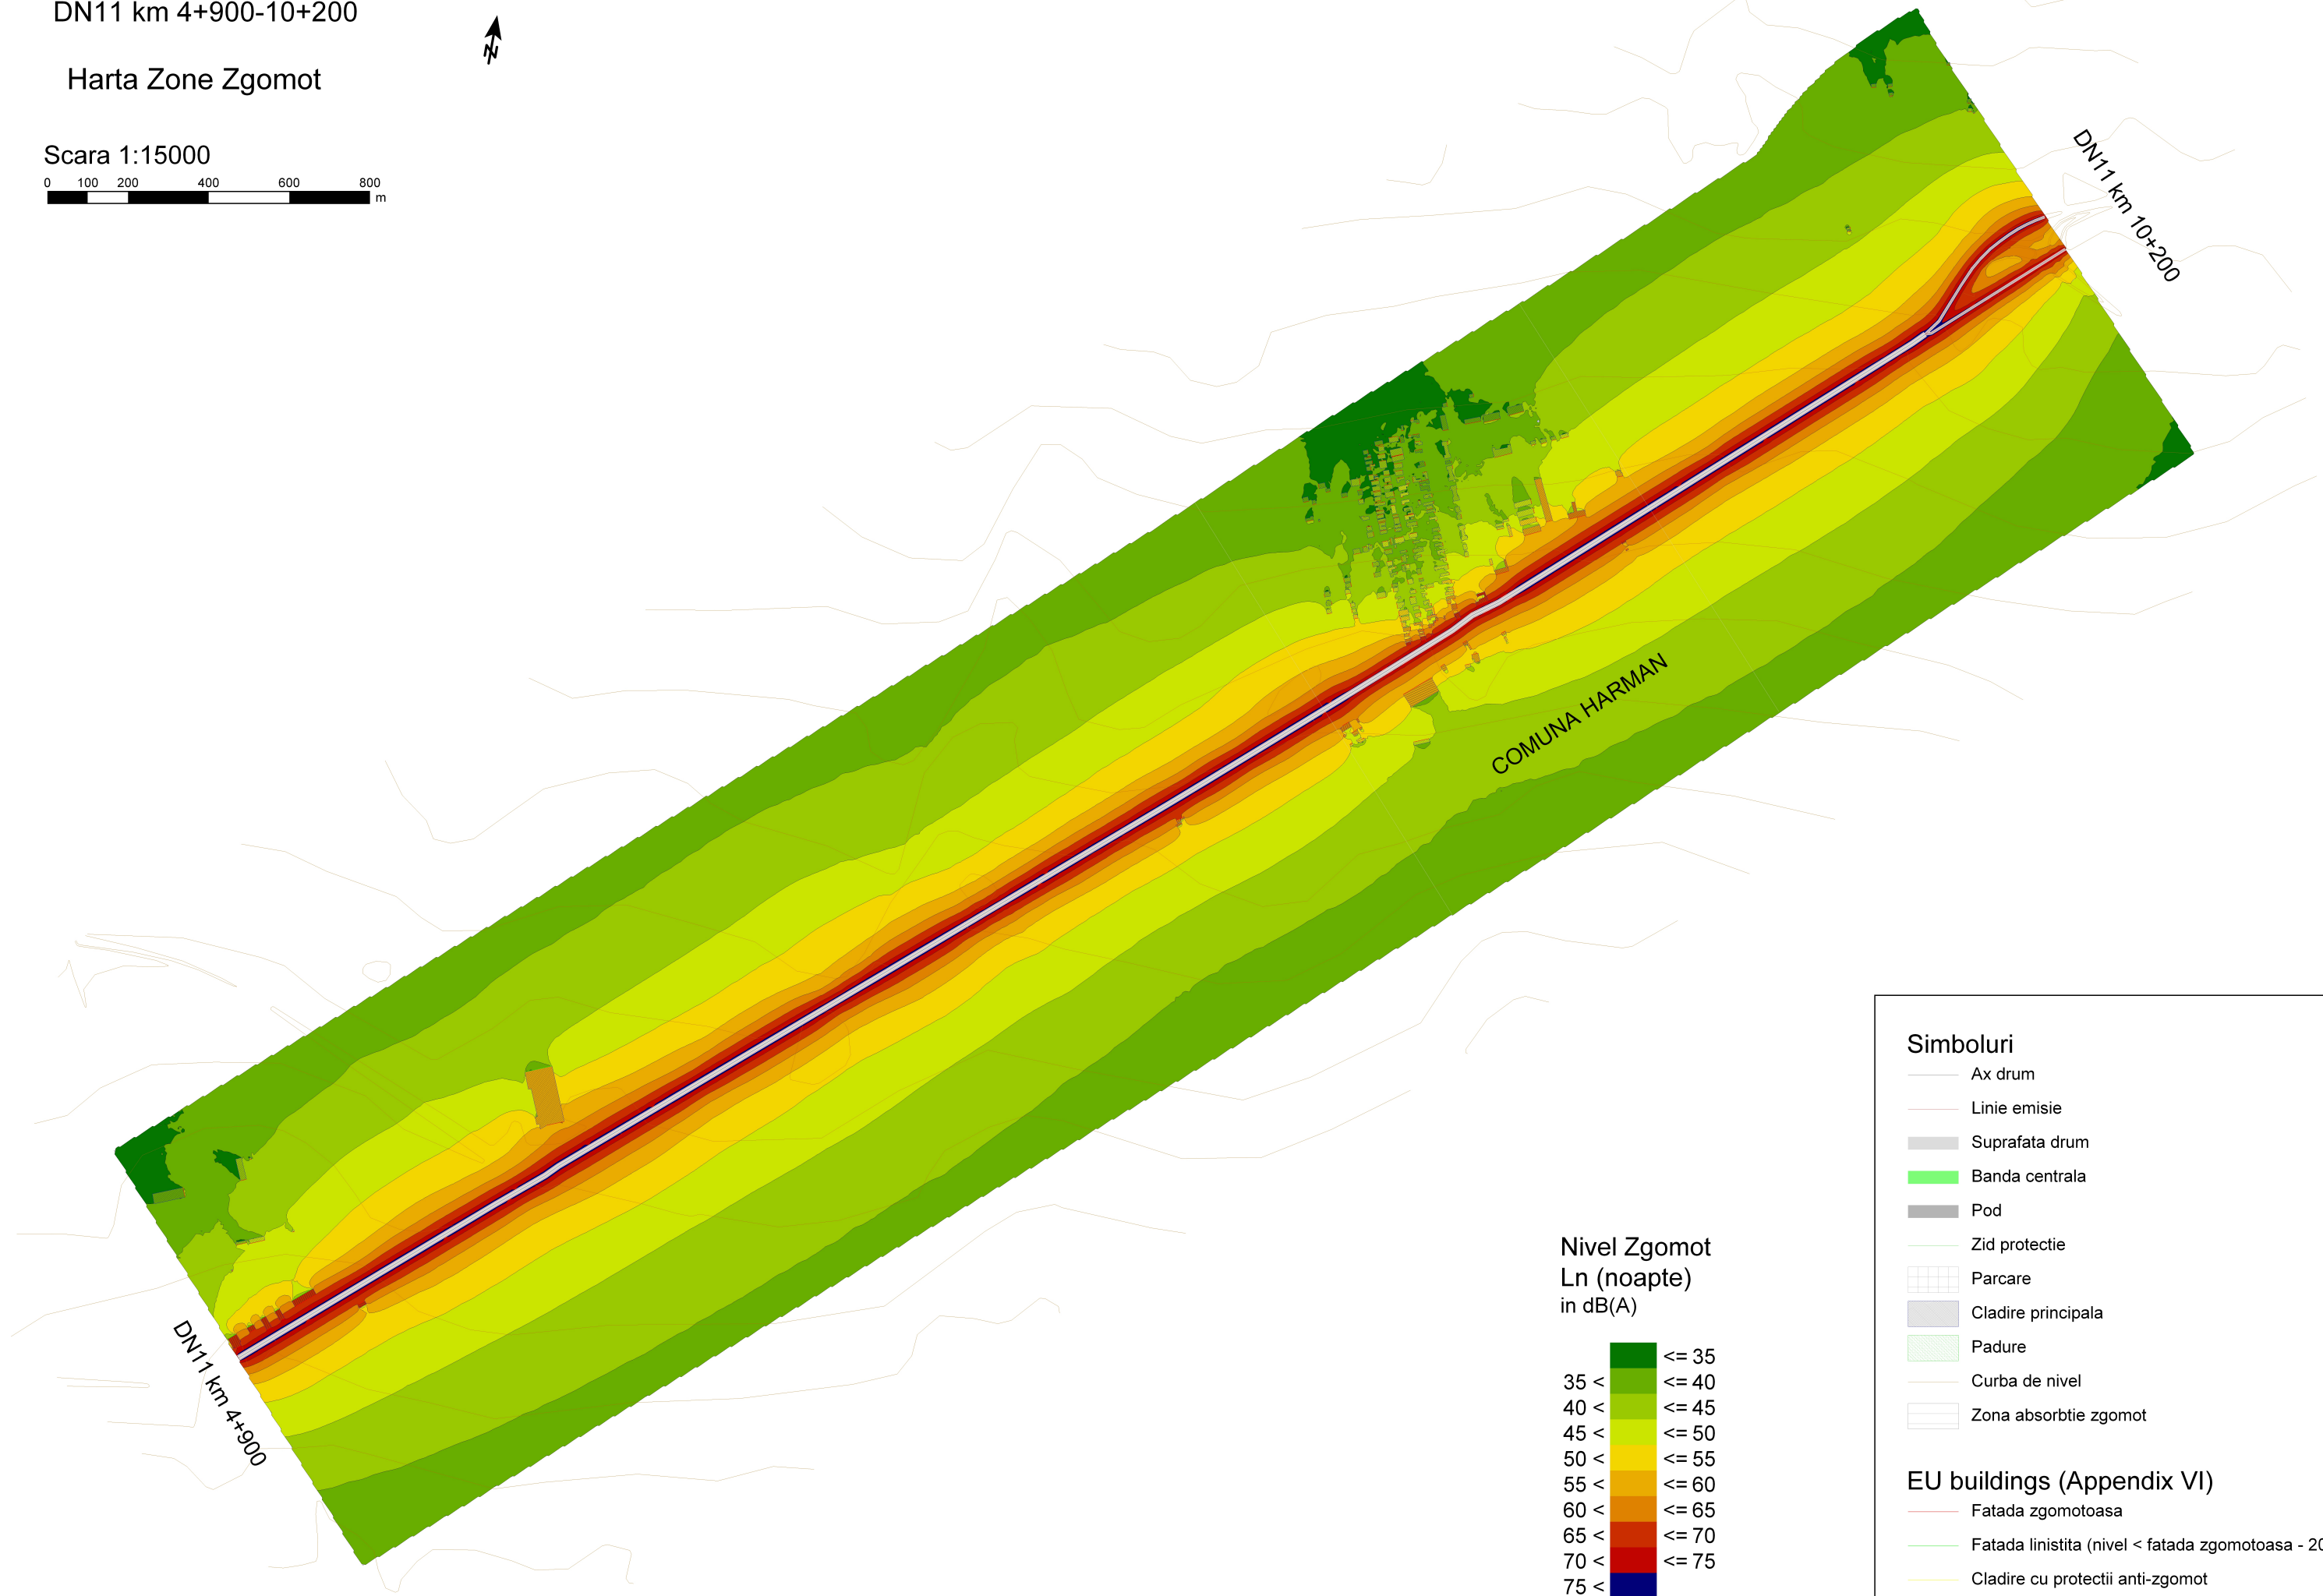 DN11 km 4+900-10+200
Harta Zone Zgomot
Scara 1:15000
0 100 200 400 600 800
m
DN11 km 10+200
COMUNA HARMAN
DN11 km 4+900
Nivel Zgomot
Ln (noapte)
in dB(A)
<= 35
35 < <= 40
40 < <= 45
45 < <= 50
50 < <= 55
55 < <= 60
60 < <= 65
65 < <= 70
70 < <= 75
75 <
Simboluri
Ax drum
Linie emisie
Suprafata drum
Banda centrala
Pod
Zid protectie
Parcare
Cladire principala
Padure
Curba de nivel
Zona absorbtie zgomot
EU buildings (Appendix VI)
Fatada zgomotoasa
Fatada linistita (nivel < fatada zgomotoasa - 20
Cladire cu protectii anti-zgomot